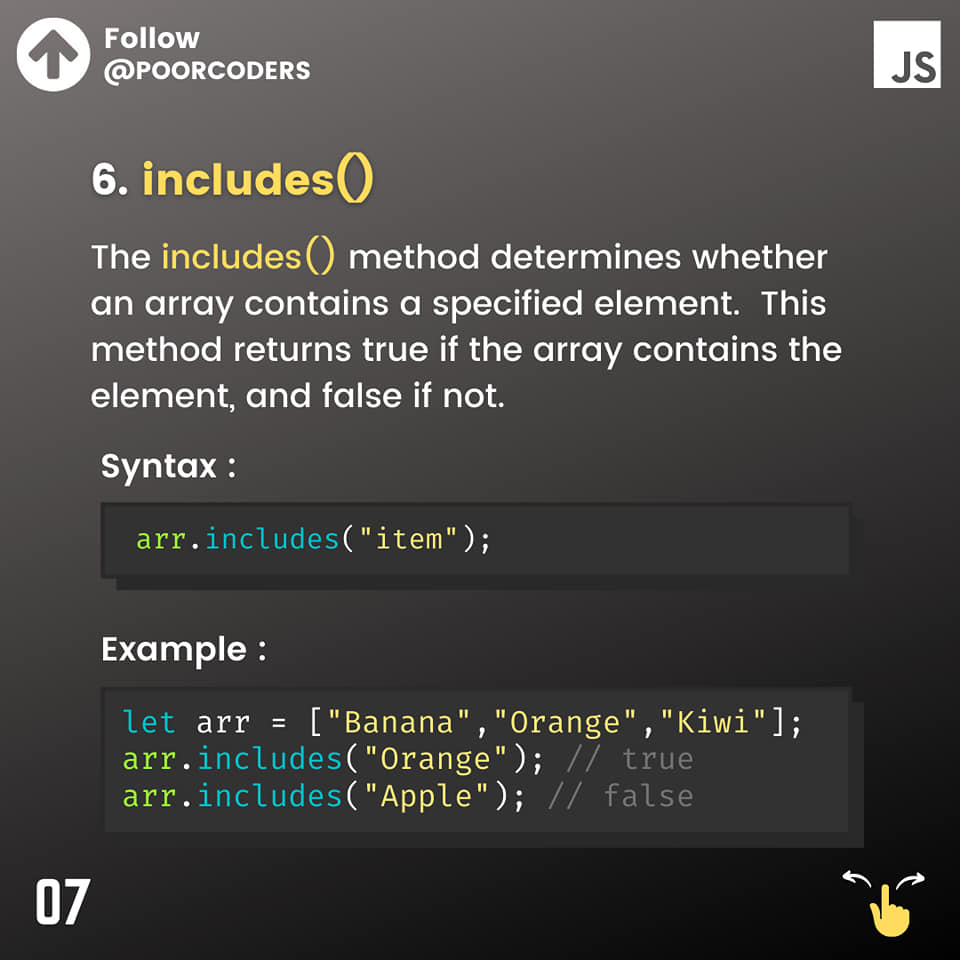 Follow
@POORCODERS
JS
6. includes()
The includes() method determines whether
an array contains a specified element.  This
method returns true if the array contains the
element, and false if not.
Syntax :
arr.includes("item");
Example :
let arr = ["Banana","Orange","Kiwi"];
arr.includes("Orange"); // true
arr.includes("Apple"); // false
07